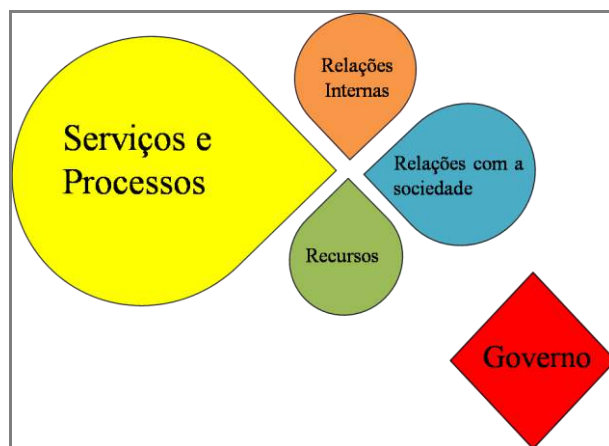 Serviços e
Processos
Relações
Internas
Relações com a
sociedade
Recursos
Governo